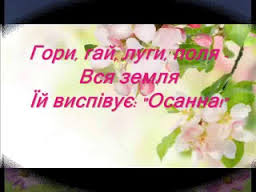 Гори, гай, луги, поля
Вся земля
Їй виспівує: "Осанна!"